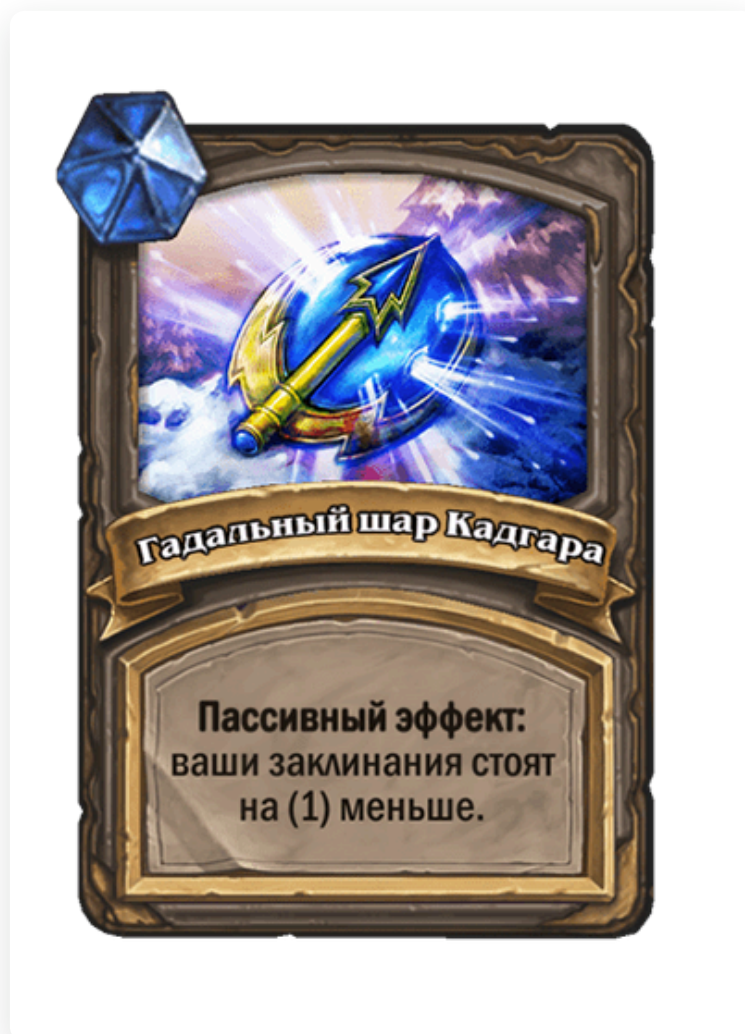 Гадальный шар Кадгара
Пассивный эффект:
ваши заклинания стоят
на (1) меньше.